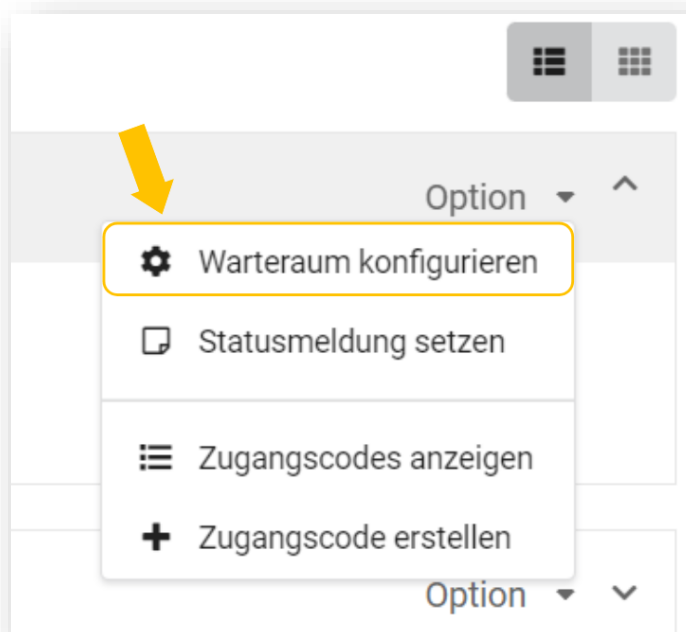 Option
Warteraum konfigurieren
Statusmeldung setzen
Zugangscodes anzeigen
Zugangscode erstellen
Option